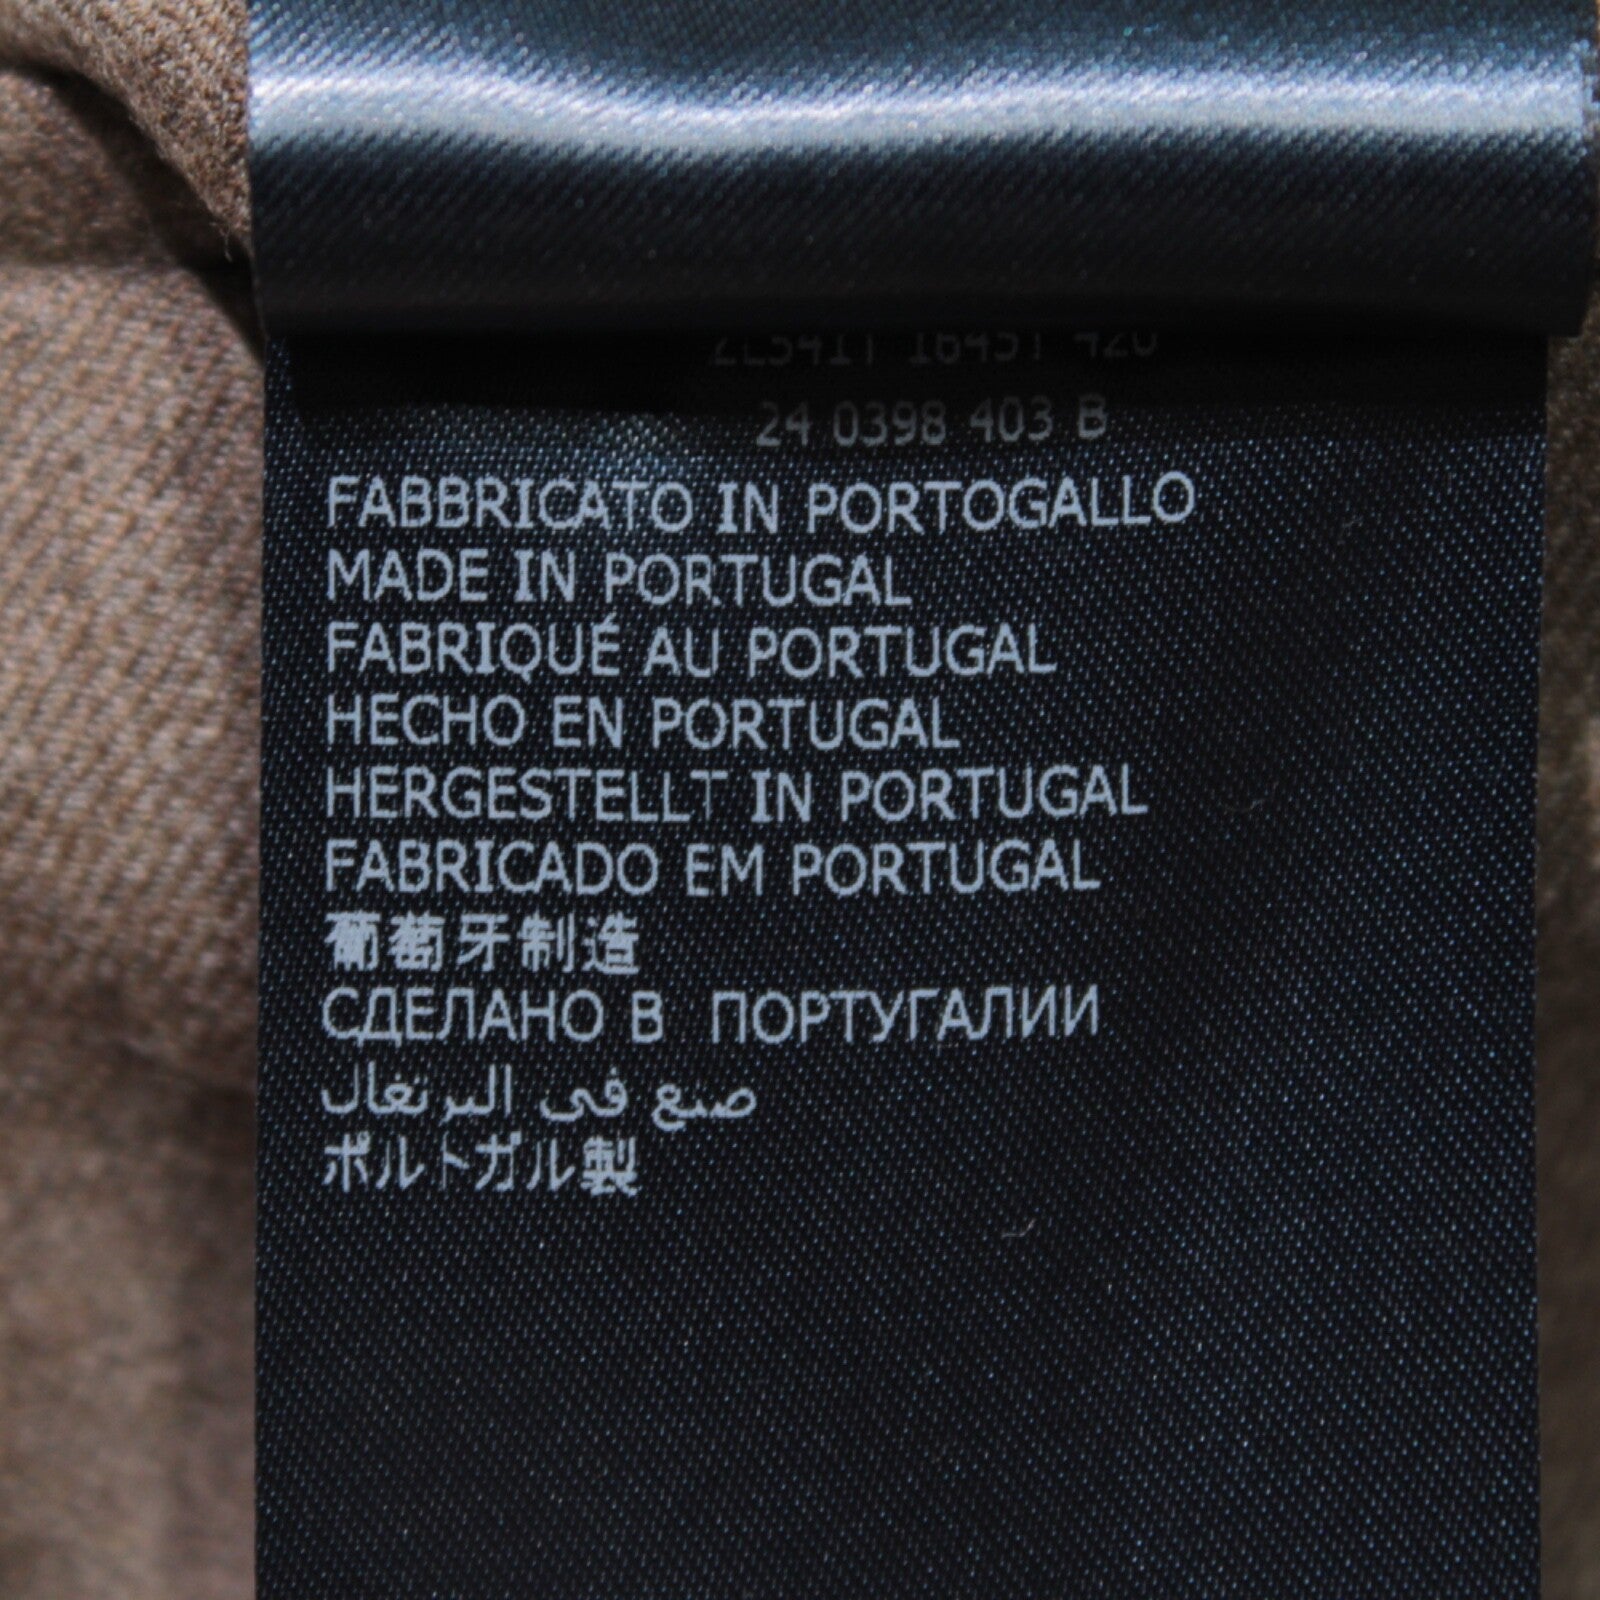 24 0398 403 B
FABBRICATO IN PORTOGALLO
MADE IN PORTUGAL
FABRIQUÉ AU PORTUGAL
HECHO EN PORTUGAL
HERGESTELLT IN PORTUGAL
FABRICADO EM PORTUGAL
葡萄牙制造
СДЕЛАНО В ПОРТУГАЛИИ
صنع في البرتغال
ポルトガル製